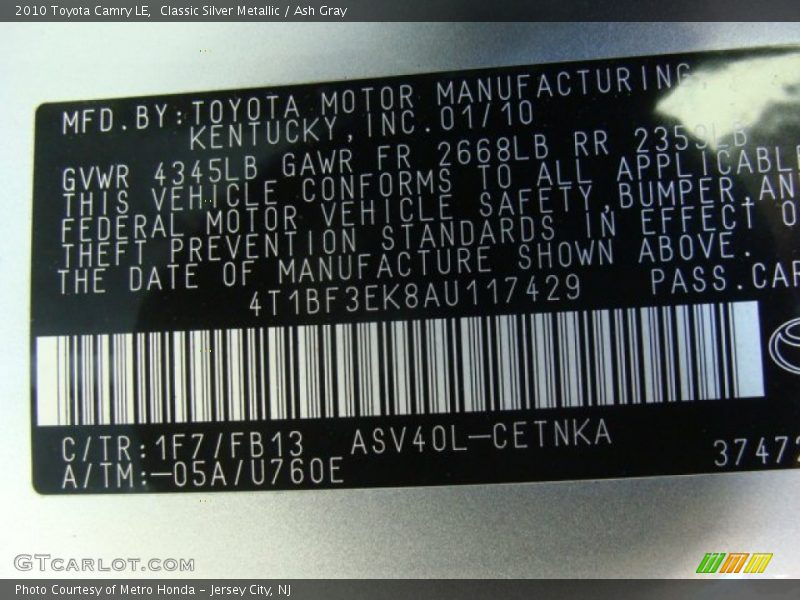 2010 Toyota Camry LE,  Classic Silver Metallic / Ash Gray
MFD.BY:TOYOTA MOTOR MANUFACTURING,
KENTUCKY,INC.01/10
GVWR 4345LB GAWR FR 2668LB RR 2359LB
THIS VEHICLE CONFORMS TO ALL APPLICABLE
FEDERAL MOTOR VEHICLE SAFETY,BUMPER,AN
THEFT PREVENTION STANDARDS IN EFFECT O
THE DATE OF MANUFACTURE SHOWN ABOVE.
4T1BF3EK8AU117429 PASS.CAR
C/TR:1F7/FB13 ASV40L-CETNKA
A/TM:-05A/U760E 37472
GTCARLOT.COM
Photo Courtesy of Metro Honda - Jersey City, NJ